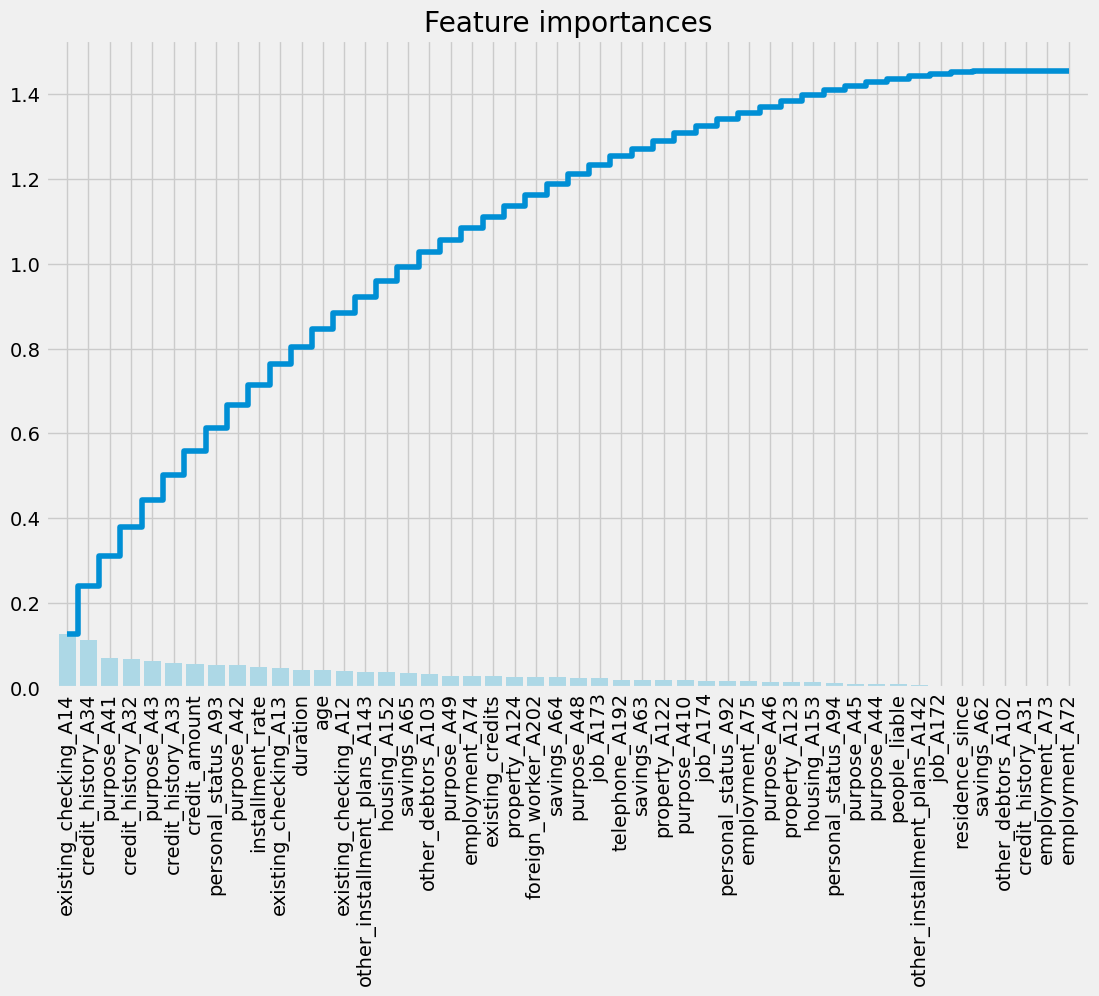 Feature importances
1.4
1.2
1.0
0.8
0.6
0.4
0.2
0.0
existing_checking_A14
credit_history_A34
purpose_A41
credit_history_A32
purpose_A43
credit_history_A33
credit_amount
personal_status_A93
purpose_A42
installment_rate
existing_checking_A13
duration
age
existing_checking_A12
other_installment_plans_A143
housing_A152
savings_A65
other_debtors_A103
purpose_A49
employment_A74
existing_credits
property_A124
foreign_worker_A202
savings_A64
purpose_A48
job_A173
telephone_A192
savings_A63
property_A122
purpose_A410
job_A174
personal_status_A92
employment_A75
purpose_A46
property_A123
housing_A153
personal_status_A94
purpose_A45
purpose_A44
people_liable
other_installment_plans_A142
job_A172
residence_since
savings_A62
other_debtors_A102
credit_history_A31
employment_A73
employment_A72